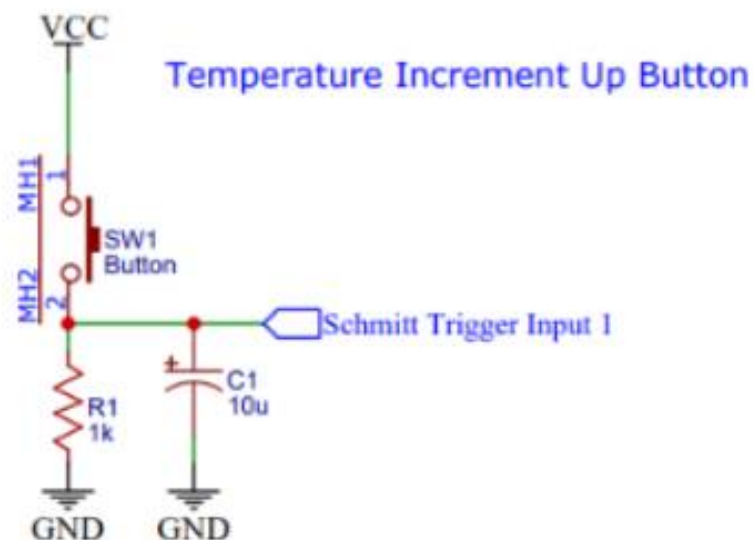 VCC
Temperature Increment Up Button
MH1
1
SW1
Button
MH2
2
Schmitt Trigger Input 1
+
C1
10u
R1
1k
GND
GND